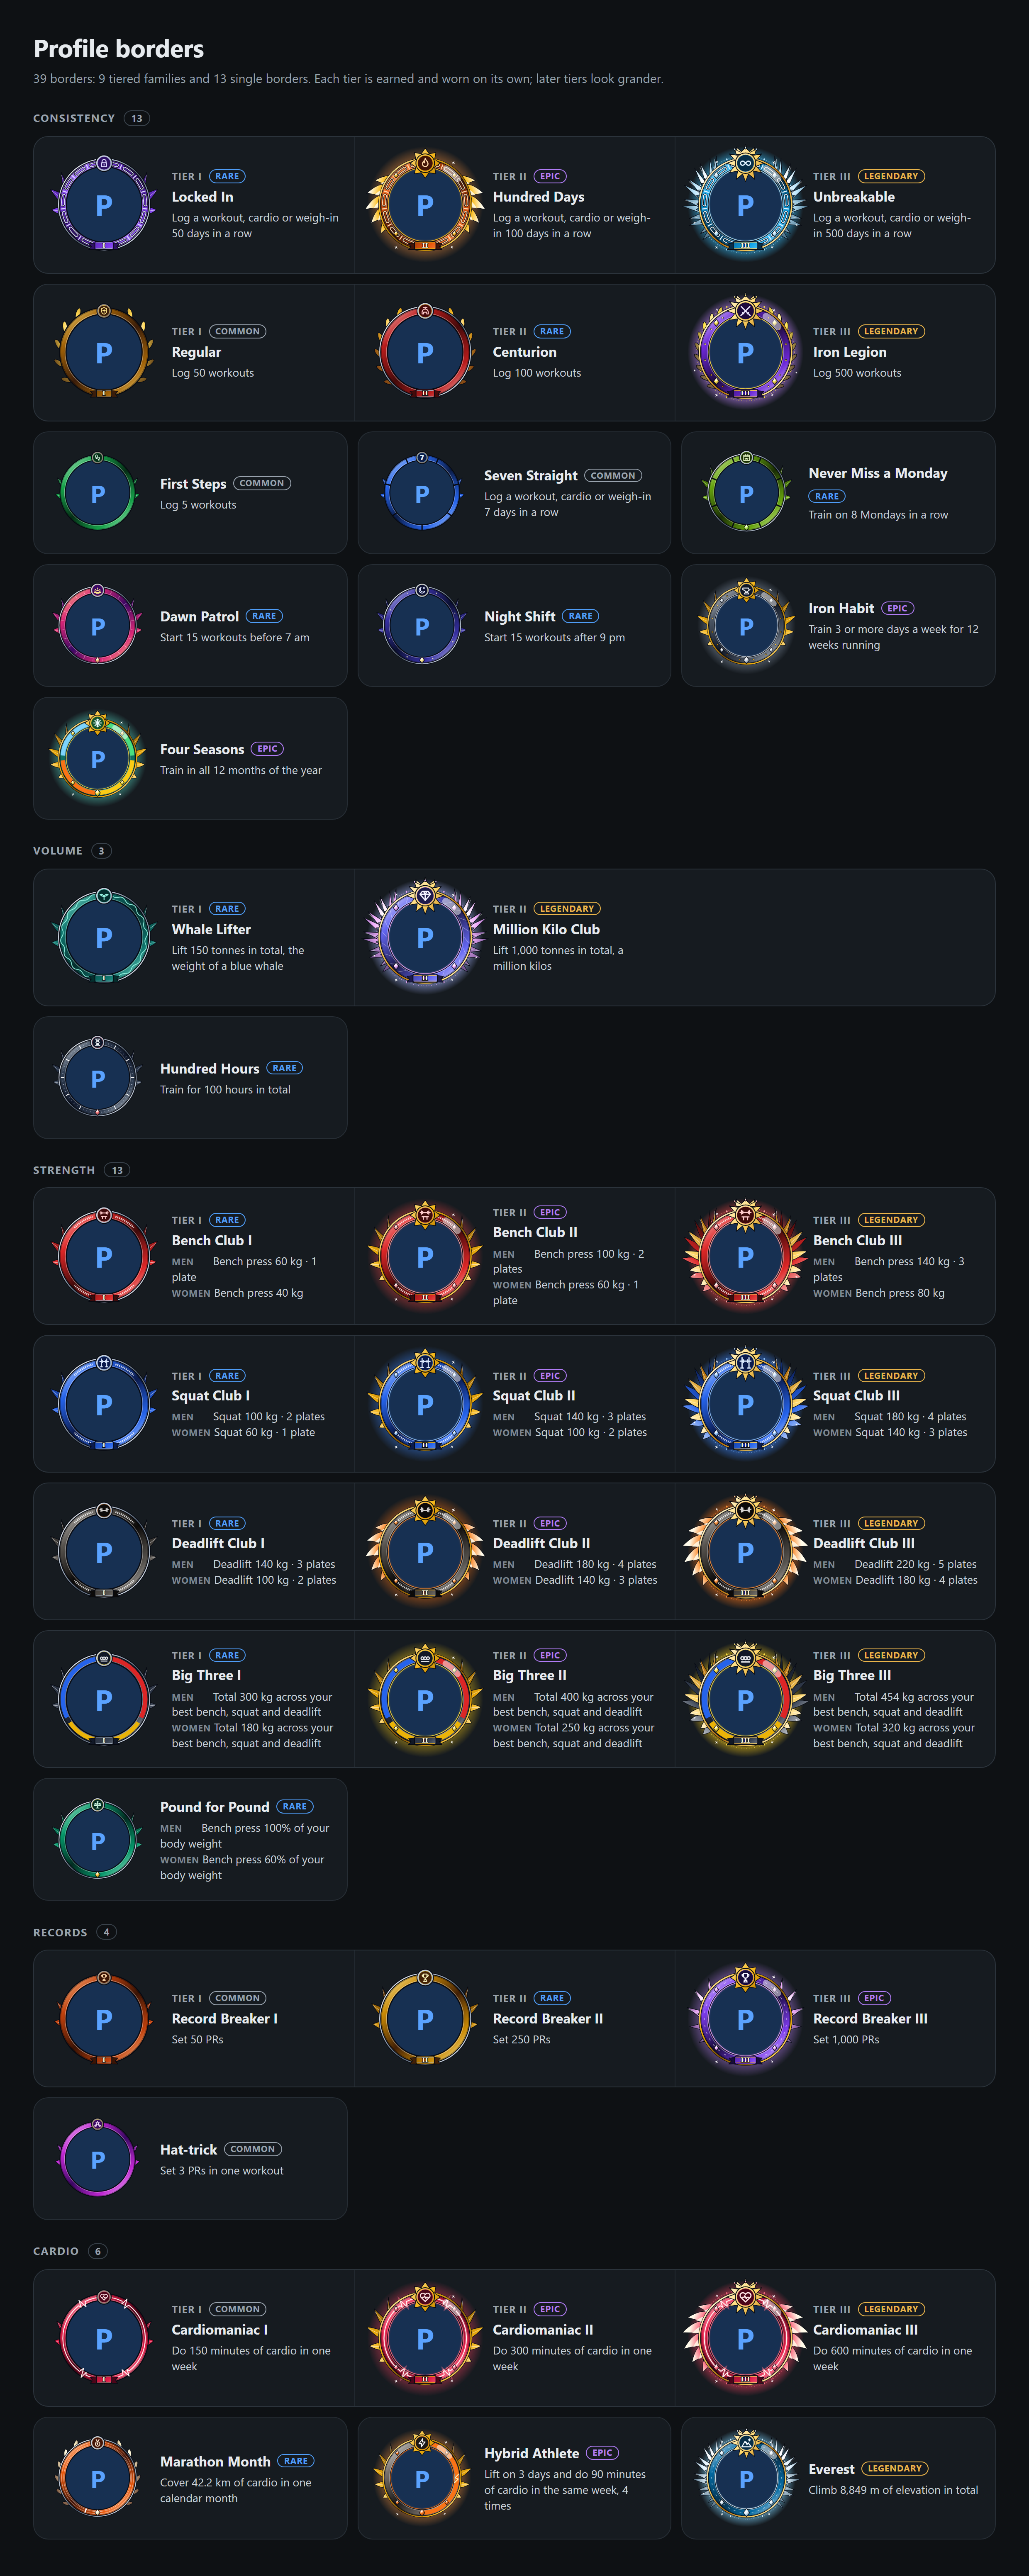 Profile borders
39 borders: 9 tiered families and 13 single borders. Each tier is earned and worn on its own; later tiers look grander.
CONSISTENCY 13
P
I
TIER I RARE
Locked In
Log a workout, cardio or weigh-in
50 days in a row
P
II
TIER II EPIC
Hundred Days
Log a workout, cardio or weigh-
in 100 days in a row
P
III
TIER III LEGENDARY
Unbreakable
Log a workout, cardio or weigh-
in 500 days in a row
P
I
TIER I COMMON
Regular
Log 50 workouts
P
II
TIER II RARE
Centurion
Log 100 workouts
P
III
TIER III LEGENDARY
Iron Legion
Log 500 workouts
P
First Steps COMMON
Log 5 workouts
7
P
Seven Straight COMMON
Log a workout, cardio or weigh-in
7 days in a row
P
Never Miss a Monday
RARE
Train on 8 Mondays in a row
P
Dawn Patrol RARE
Start 15 workouts before 7 am
P
Night Shift RARE
Start 15 workouts after 9 pm
P
Iron Habit EPIC
Train 3 or more days a week for 12
weeks running
P
Four Seasons EPIC
Train in all 12 months of the year
VOLUME 3
P
I
TIER I RARE
Whale Lifter
Lift 150 tonnes in total, the
weight of a blue whale
P
II
TIER II LEGENDARY
Million Kilo Club
Lift 1,000 tonnes in total, a
million kilos
P
Hundred Hours RARE
Train for 100 hours in total
STRENGTH 13
P
I
TIER I RARE
Bench Club I
MEN Bench press 60 kg · 1
plate
WOMEN Bench press 40 kg
P
II
TIER II EPIC
Bench Club II
MEN Bench press 100 kg · 2
plates
WOMEN Bench press 60 kg · 1
plate
P
III
TIER III LEGENDARY
Bench Club III
MEN Bench press 140 kg · 3
plates
WOMEN Bench press 80 kg
P
I
TIER I RARE
Squat Club I
MEN Squat 100 kg · 2 plates
WOMEN Squat 60 kg · 1 plate
P
II
TIER II EPIC
Squat Club II
MEN Squat 140 kg · 3 plates
WOMEN Squat 100 kg · 2 plates
P
III
TIER III LEGENDARY
Squat Club III
MEN Squat 180 kg · 4 plates
WOMEN Squat 140 kg · 3 plates
P
I
TIER I RARE
Deadlift Club I
MEN Deadlift 140 kg · 3 plates
WOMEN Deadlift 100 kg · 2 plates
P
II
TIER II EPIC
Deadlift Club II
MEN Deadlift 180 kg · 4 plates
WOMEN Deadlift 140 kg · 3 plates
P
III
TIER III LEGENDARY
Deadlift Club III
MEN Deadlift 220 kg · 5 plates
WOMEN Deadlift 180 kg · 4 plates
P
I
TIER I RARE
Big Three I
MEN Total 300 kg across your
best bench, squat and deadlift
WOMEN Total 180 kg across your
best bench, squat and deadlift
P
II
TIER II EPIC
Big Three II
MEN Total 400 kg across your
best bench, squat and deadlift
WOMEN Total 250 kg across your
best bench, squat and deadlift
P
III
TIER III LEGENDARY
Big Three III
MEN Total 454 kg across your
best bench, squat and deadlift
WOMEN Total 320 kg across your
best bench, squat and deadlift
P
Pound for Pound RARE
MEN Bench press 100% of your
body weight
WOMEN Bench press 60% of your
body weight
RECORDS 4
P
I
TIER I COMMON
Record Breaker I
Set 50 PRs
P
II
TIER II RARE
Record Breaker II
Set 250 PRs
P
III
TIER III EPIC
Record Breaker III
Set 1,000 PRs
P
Hat-trick COMMON
Set 3 PRs in one workout
CARDIO 6
P
I
TIER I COMMON
Cardiomaniac I
Do 150 minutes of cardio in one
week
P
II
TIER II EPIC
Cardiomaniac II
Do 300 minutes of cardio in one
week
P
III
TIER III LEGENDARY
Cardiomaniac III
Do 600 minutes of cardio in one
week
P
Marathon Month RARE
Cover 42.2 km of cardio in one
calendar month
P
Hybrid Athlete EPIC
Lift on 3 days and do 90 minutes
of cardio in the same week, 4
times
P
Everest LEGENDARY
Climb 8,849 m of elevation in total